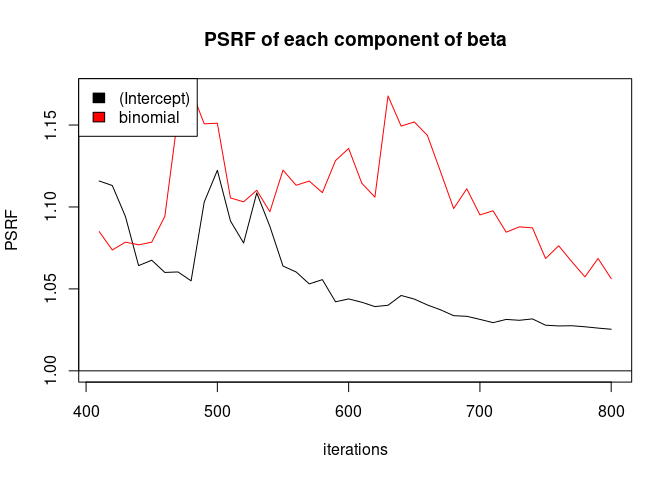 PSRF of each component of beta
(Intercept)
binomial
PSRF
1.15
1.10
1.05
1.00
400 500 600 700 800
iterations